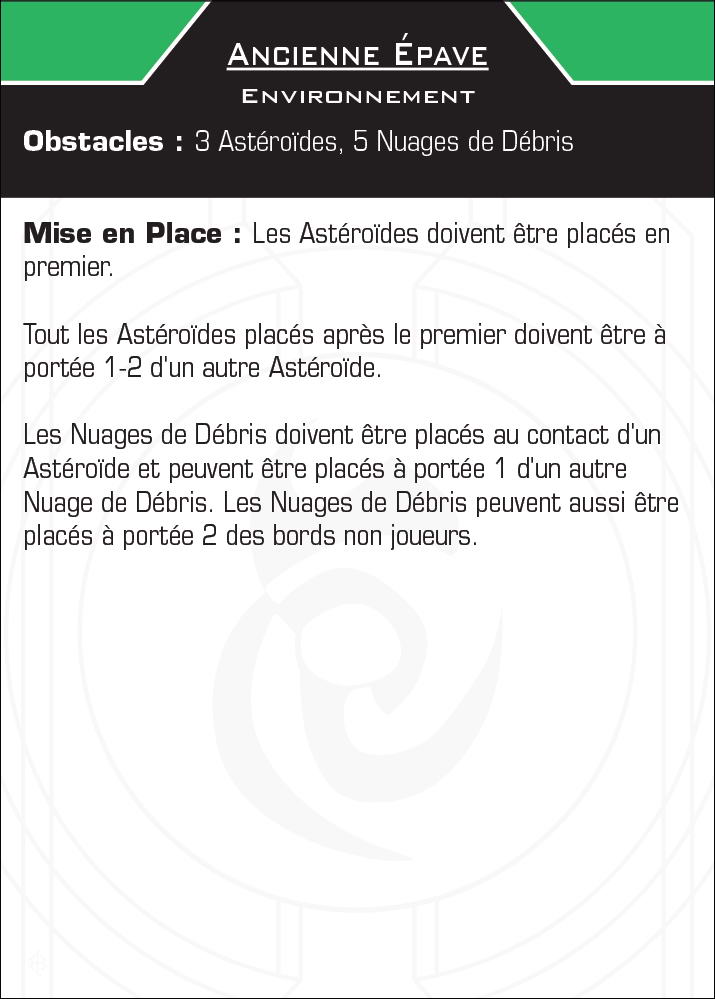 Ancienne Épave
Environnement
Obstacles : 3 Astéroïdes, 5 Nuages de Débris
Mise en Place : Les Astéroïdes doivent être placés en
premier.
Tout les Astéroïdes placés après le premier doivent être à
portée 1-2 d'un autre Astéroïde.
Les Nuages de Débris doivent être placés au contact d'un
Astéroïde et peuvent être placés à portée 1 d'un autre
Nuage de Débris. Les Nuages de Débris peuvent aussi être
placés à portée 2 des bords non joueurs.